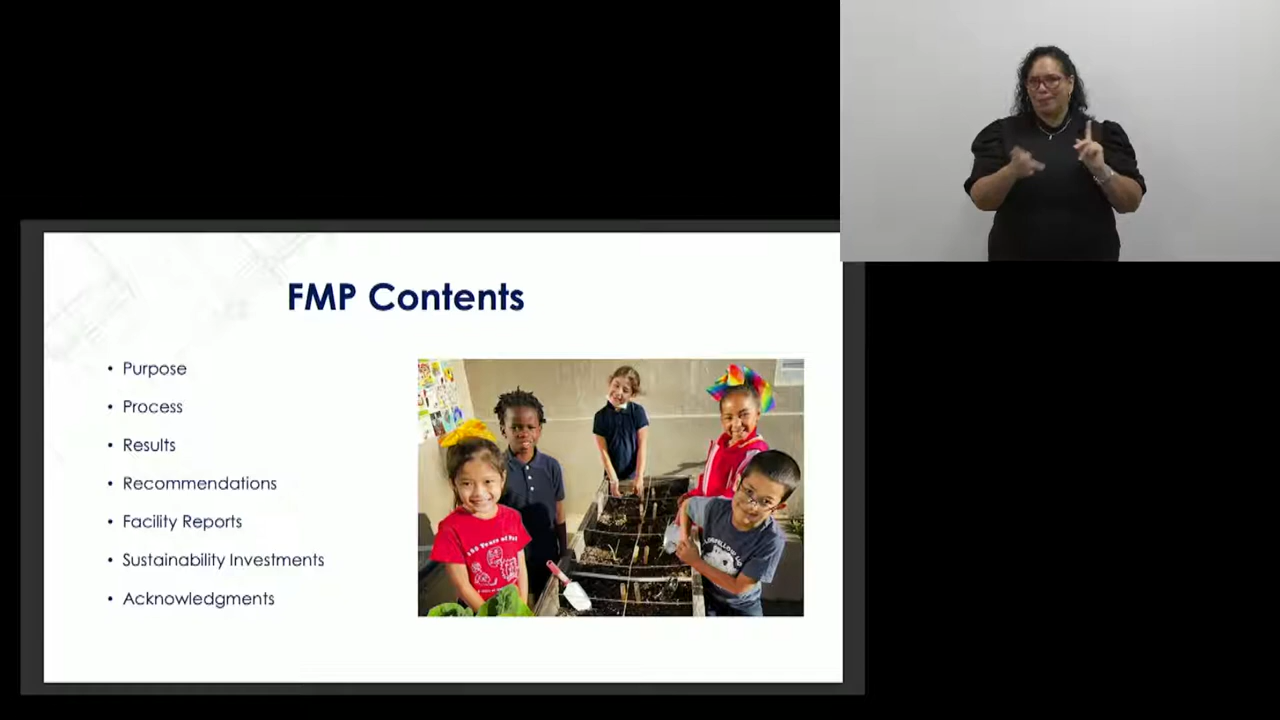 FMP Contents
• Purpose
• Process
• Results
• Recommendations
• Facility Reports
• Sustainability Investments
• Acknowledgments